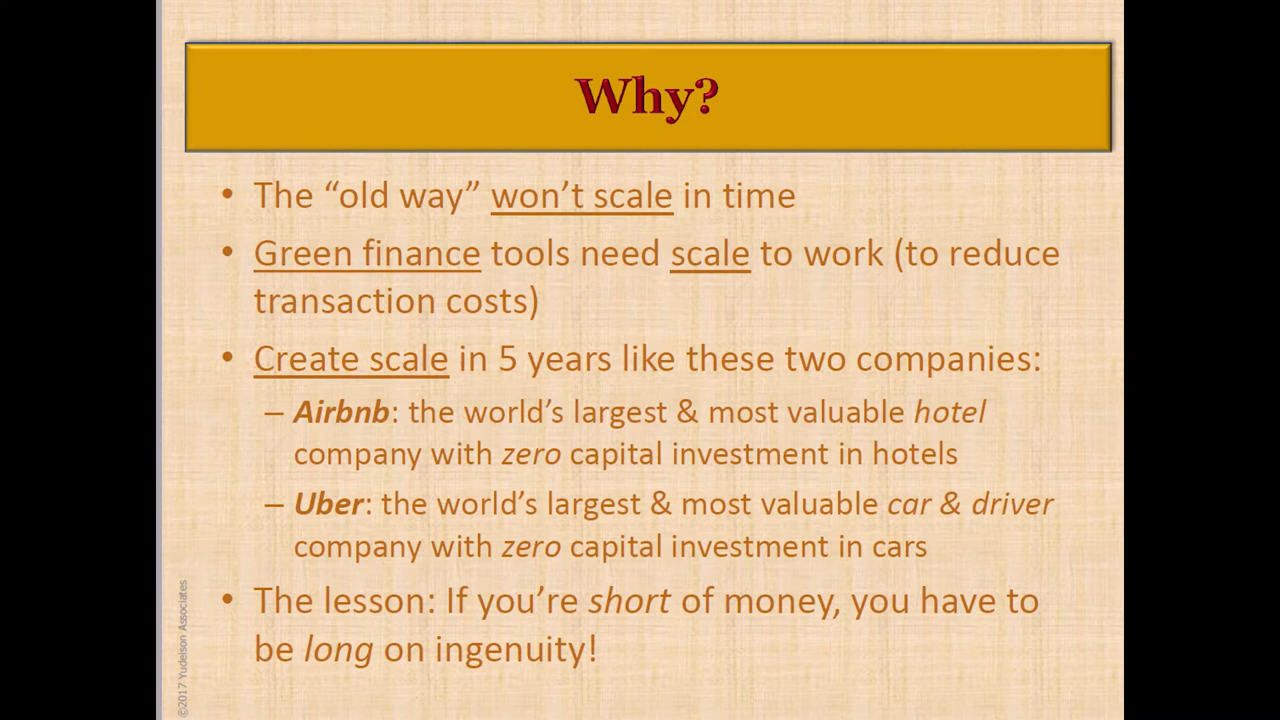 Why?
• The “old way” won’t scale in time
• Green finance tools need scale to work (to reduce
transaction costs)
• Create scale in 5 years like these two companies:
– Airbnb: the world’s largest & most valuable hotel
company with zero capital investment in hotels
– Uber: the world’s largest & most valuable car & driver
company with zero capital investment in cars
• The lesson: If you’re short of money, you have to
be long on ingenuity!
©2017 Yudelson Associates